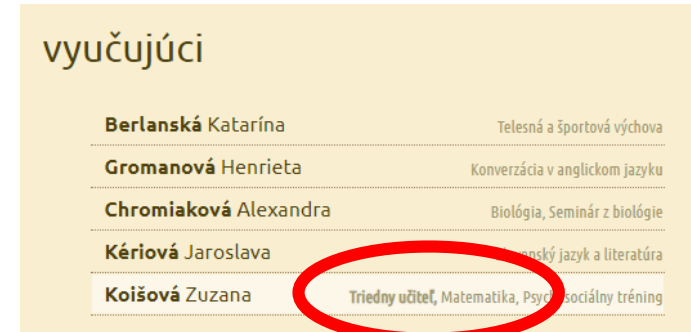 vyučujúci
Berlanská Katarína Telesná a športová výchova
Gromanová Henrieta Konverzácia v anglickom jazyku
Chromiaková Alexandra Biológia, Seminár z biológie
Kériová Jaroslava jazyk a literatúra
Koišová Zuzana Triedny učiteľ, Matematika, tréning